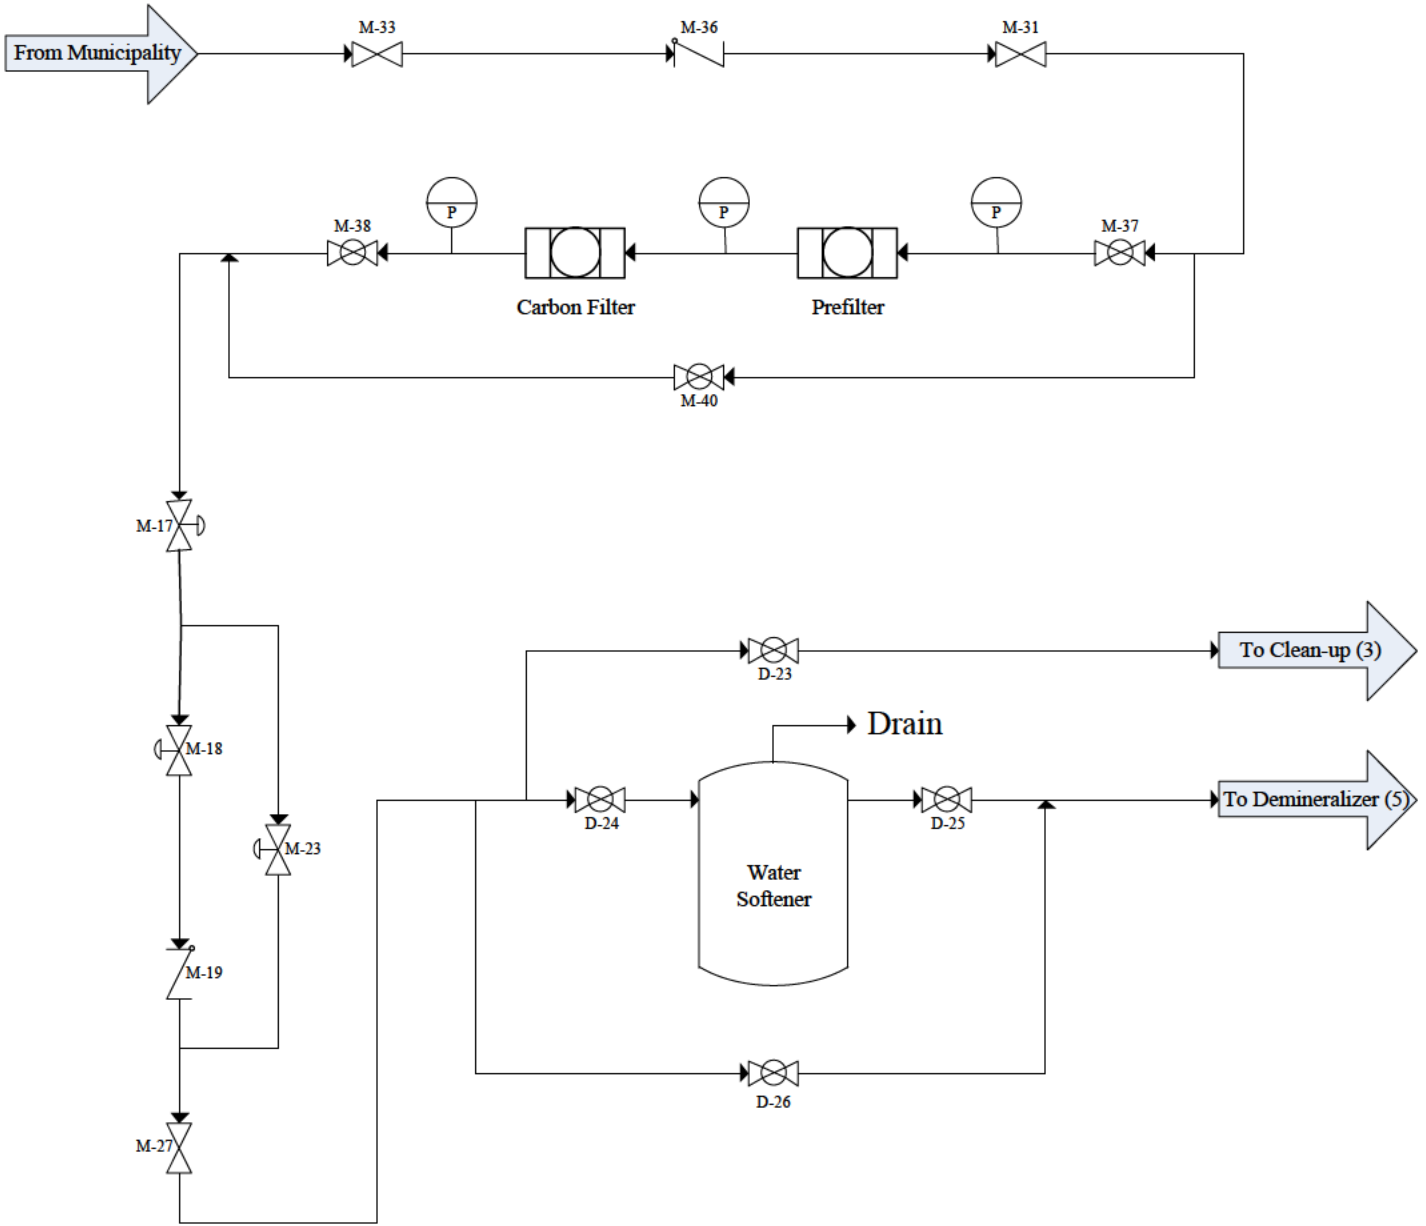 M-33
M-36
M-31
From Municipality
P
P
P
M-38
M-37
Carbon Filter
Prefilter
M-40
M-17
To Clean-up (3)
D-23
Drain
M-18
To Demineralizer (5)
D-24
D-25
M-23
Water
Softener
M-19
D-26
M-27